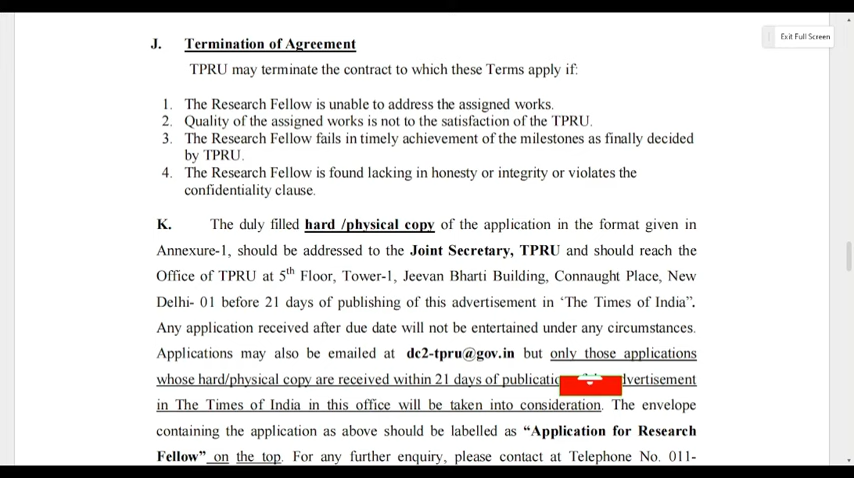 Exit Full Screen
J. Termination of Agreement
TPRU may terminate the contract to which these Terms apply if:
1. The Research Fellow is unable to address the assigned works.
2. Quality of the assigned works is not to the satisfaction of the TPRU.
3. The Research Fellow fails in timely achievement of the milestones as finally decided
by TPRU.
4. The Research Fellow is found lacking in honesty or integrity or violates the
confidentiality clause.
K. The duly filled hard /physical copy of the application in the format given in
Annexure-1, should be addressed to the Joint Secretary, TPRU and should reach the
Office of TPRU at 5th Floor, Tower-1, Jeevan Bharti Building, Connaught Place, New
Delhi- 01 before 21 days of publishing of this advertisement in ‘The Times of India”.
Any application received after due date will not be entertained under any circumstances.
Applications may also be emailed at dc2-tpru@gov.in but only those applications
whose hard/physical copy are received within 21 days of
in The Times of India in this office will be taken into consideration. The envelope
containing the application as above should be labelled as “Application for Research
Fellow” on the top. For any further enquiry, please contact at Telephone No. 011-